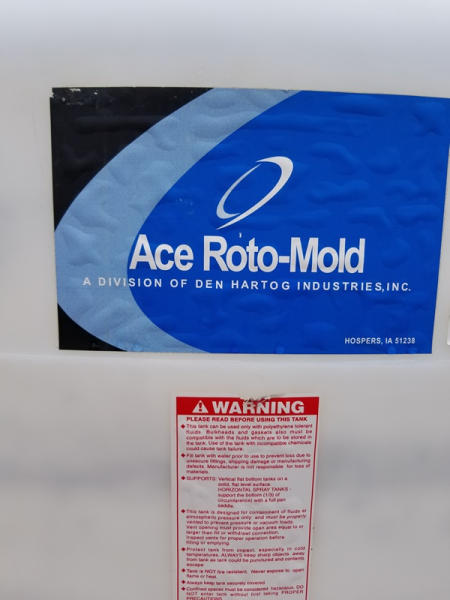 Ace Roto-Mold
A DIVISION OF DEN HARTOG INDUSTRIES,INC.
HOSPERS, IA 51238
WARNING
PLEASE READ BEFORE USING THIS TANK
This tank can be used only with polyethylene tolerant
fluids. Bulkheads and gaskets also must be
compatible with the fluids which are to be stored in
the tank. Use of the tank with incompatible chemicals
could cause tank failure.
Fill tank with water prior to use to prevent loss due to
unsecure fittings, shipping damage or manufacturing
defects. Manufacturer is not responsible for loss of
materials.
SUPPORTS: Vertical flat bottom tanks on a
solid, flat level surface.
HORIZONTAL SPRAY TANKS -
support the bottom (1/3) of
circumference) with a full pan
saddle.
This tank is designed for containment of fluids at
atmospheric pressure only and must be properly
vented to prevent pressure or vacuum loads.
Vent opening must provide open area equal to or
larger then fill or withdrawl connection.
Inspect vents for proper operation before
filling or emptying.
Protect tank from impact, especially in cold
temperatures. ALWAYS keep sharp objects away
from tank as tank could be punctured and contents
escape.
Tank is NOT fire resistant. Never expose to open
flame or heat.
Always keep tank securely covered.
Confined spaces must be considered hazardous. DO
NOT enter tank without first taking PROPER
PRECAUTIONS.